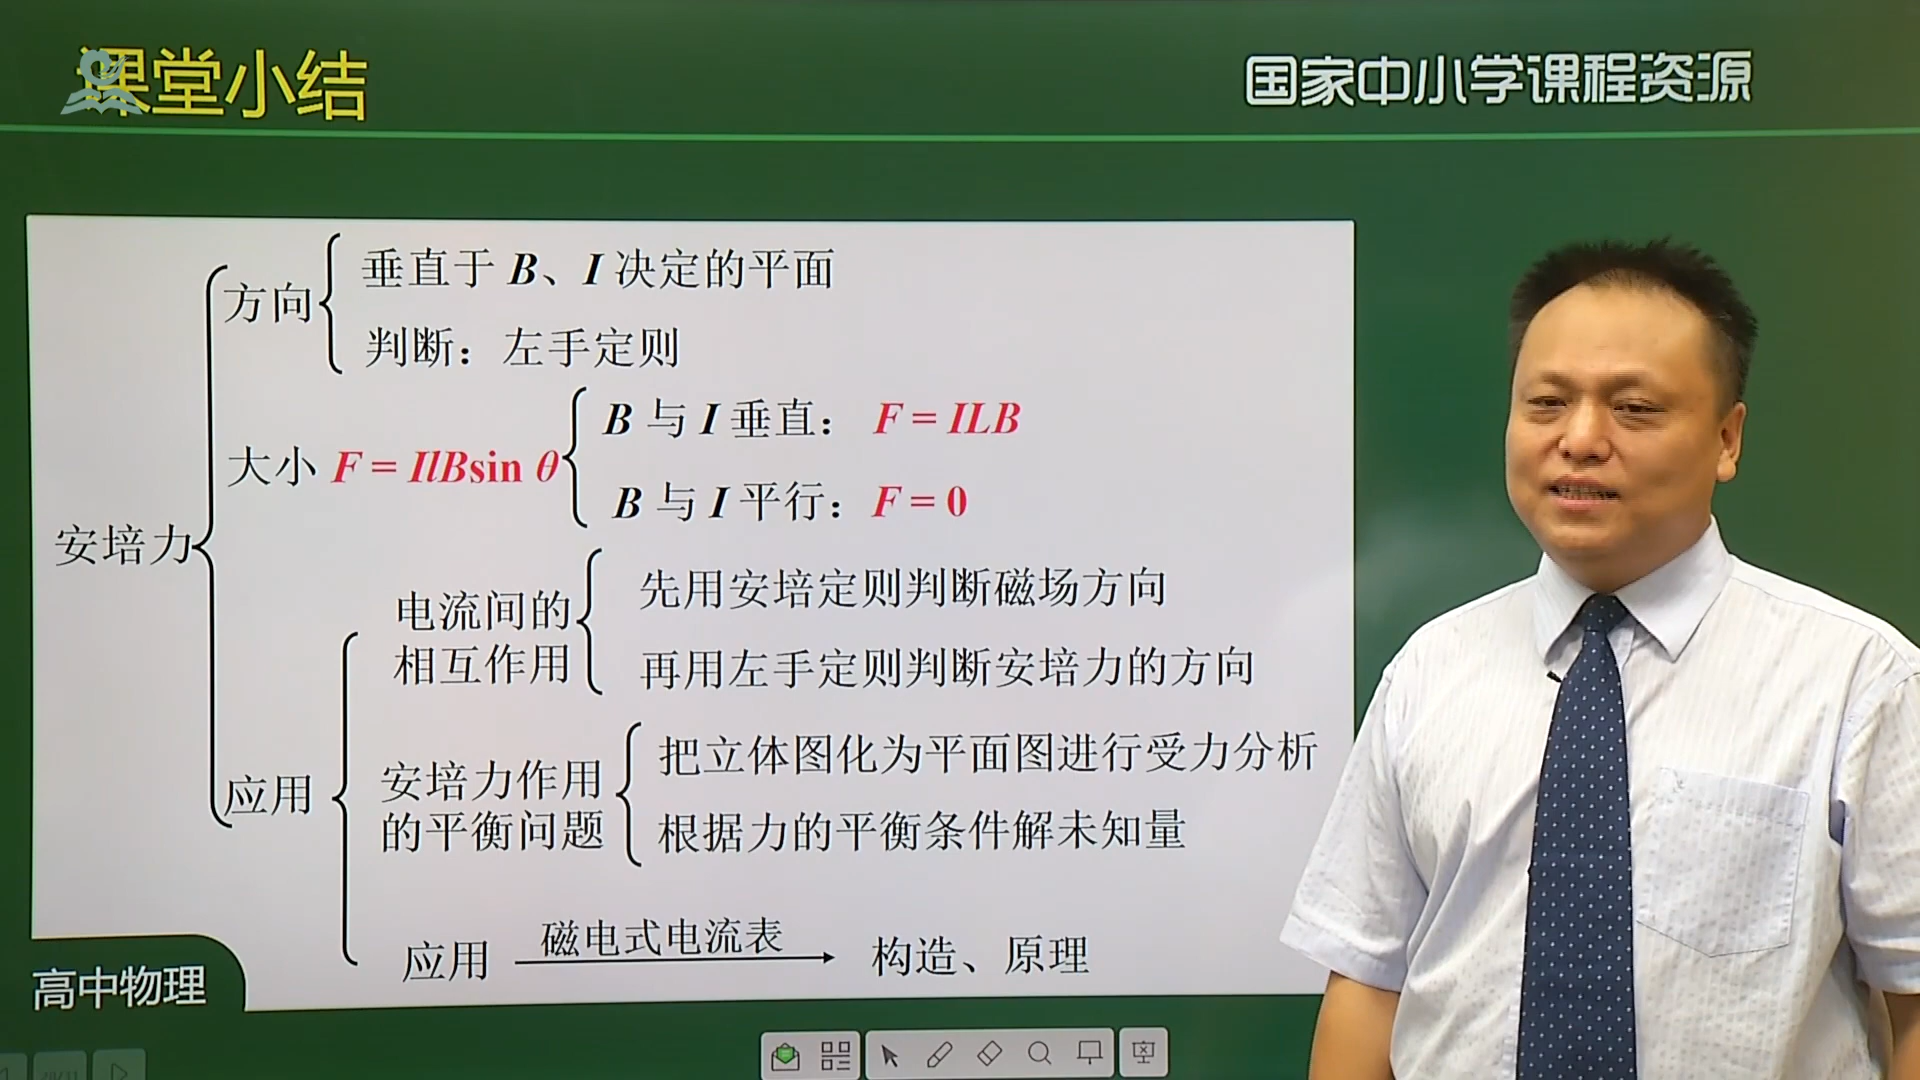 课堂小结
国家中小学课程资源
垂直于 B、I 决定的平面
方向
判断：左手定则
B 与 I 垂直： F = ILB
大小 F = IlBsin θ
B 与 I 平行：F = 0
安培力
先用安培定则判断磁场方向
电流间的
相互作用
再用左手定则判断安培力的方向
把立体图化为平面图进行受力分析
安培力作用
的平衡问题
应用
根据力的平衡条件解未知量
磁电式电流表
应用
构造、原理
高中物理